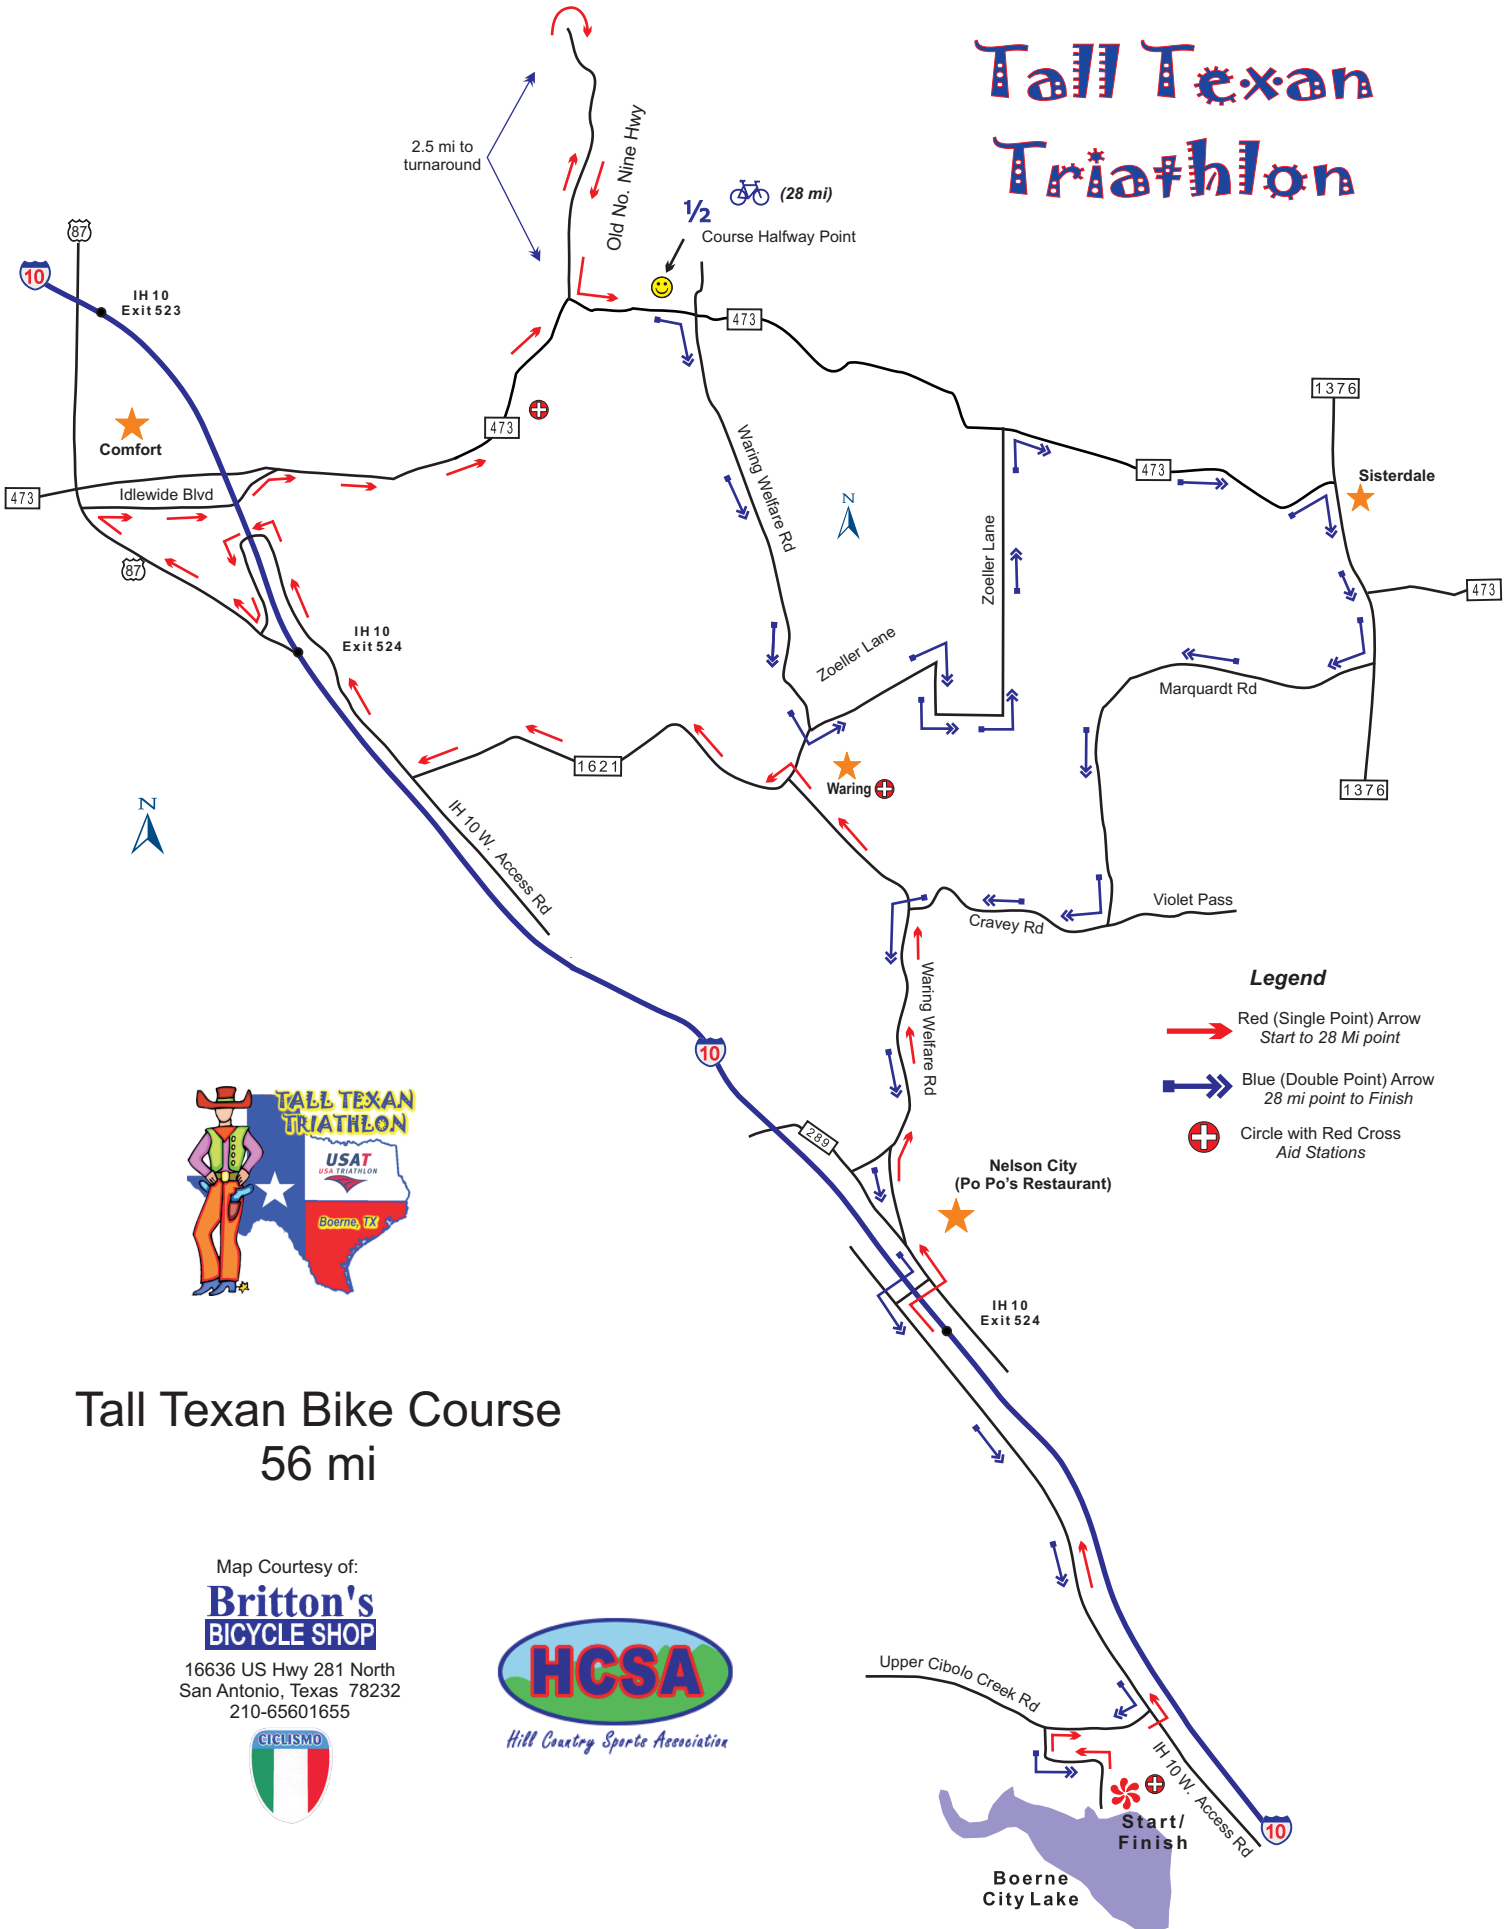 Tall Texan
Triathlon
2.5 mi to
turnaround
Old No. Nine Hwy
½
(28 mi)
Course Halfway Point
87
10
IH 10
Exit 523
473
Comfort
473
473
Idlewide Blvd
87
IH 10
Exit 524
Waring Welfare Rd
N
Zoeller Lane
473
1376
Sisterdale
473
Zoeller Lane
Marquardt Rd
1376
1621
Waring
N
IH 10 W. Access Rd
Violet Pass
Cravey Rd
Waring Welfare Rd
10
Legend
Red (Single Point) Arrow
Start to 28 Mi point
Blue (Double Point) Arrow
28 mi point to Finish
Circle with Red Cross
Aid Stations
289
Nelson City
(Po Po's Restaurant)
TALL TEXAN
TRIATHLON
USAT
USA TRIATHLON
Boerne, TX
IH 10
Exit 524
Tall Texan Bike Course
56 mi
Map Courtesy of:
Britton's
BICYCLE SHOP
16636 US Hwy 281 North
San Antonio, Texas 78232
210-65601655
CICLISMO
HCSA
Hill Country Sports Association
Upper Cibolo Creek Rd
IH 10 W. Access Rd
10
Start/
Finish
Boerne
City Lake